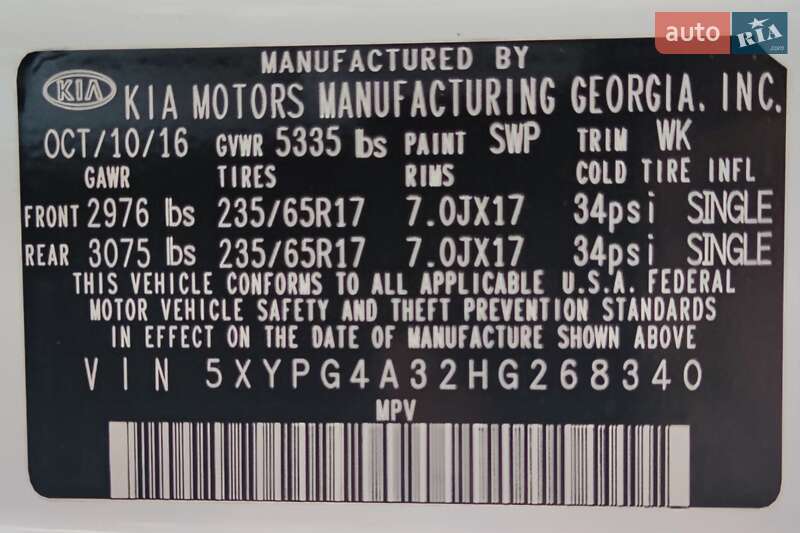 auto RIA .com
MANUFACTURED BY
KIA KIA MOTORS MANUFACTURING GEORGIA. INC.
OCT/10/16 GVWR 5335 lbs PAINT SWP TRIM WK
GAWR TIRES RIMS COLD TIRE INFL
FRONT 2976 lbs 235/65R17 7.0JX17 34psi SINGLE
REAR 3075 lbs 235/65R17 7.0JX17 34psi SINGLE
THIS VEHICLE CONFORMS TO ALL APPLICABLE U.S.A. FEDERAL
MOTOR VEHICLE SAFETY AND THEFT PREVENTION STANDARDS
IN EFFECT ON THE DATE OF MANUFACTURE SHOWN ABOVE
VIN 5XYPG4A32HG268340
MPV